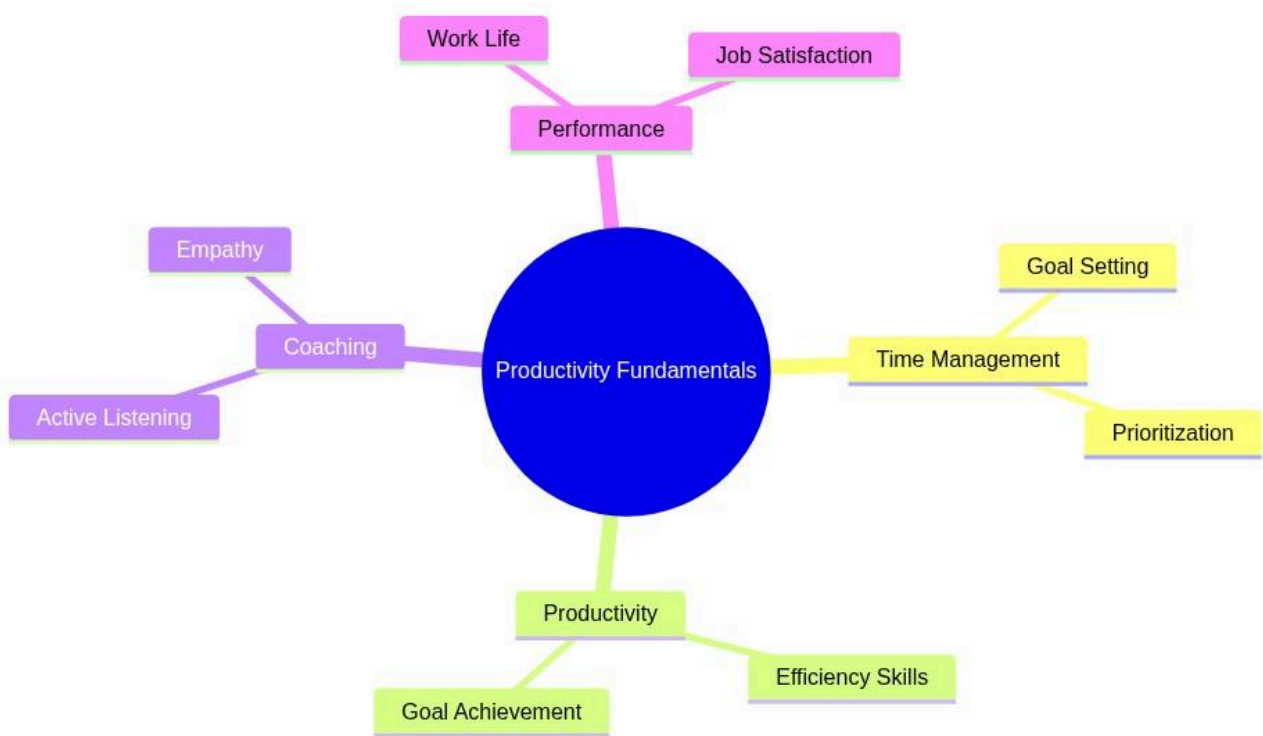 Work Life
Job Satisfaction
Performance
Empathy
Goal Setting
Coaching
Time Management
Productivity Fundamentals
Active Listening
Prioritization
Productivity
Efficiency Skills
Goal Achievement